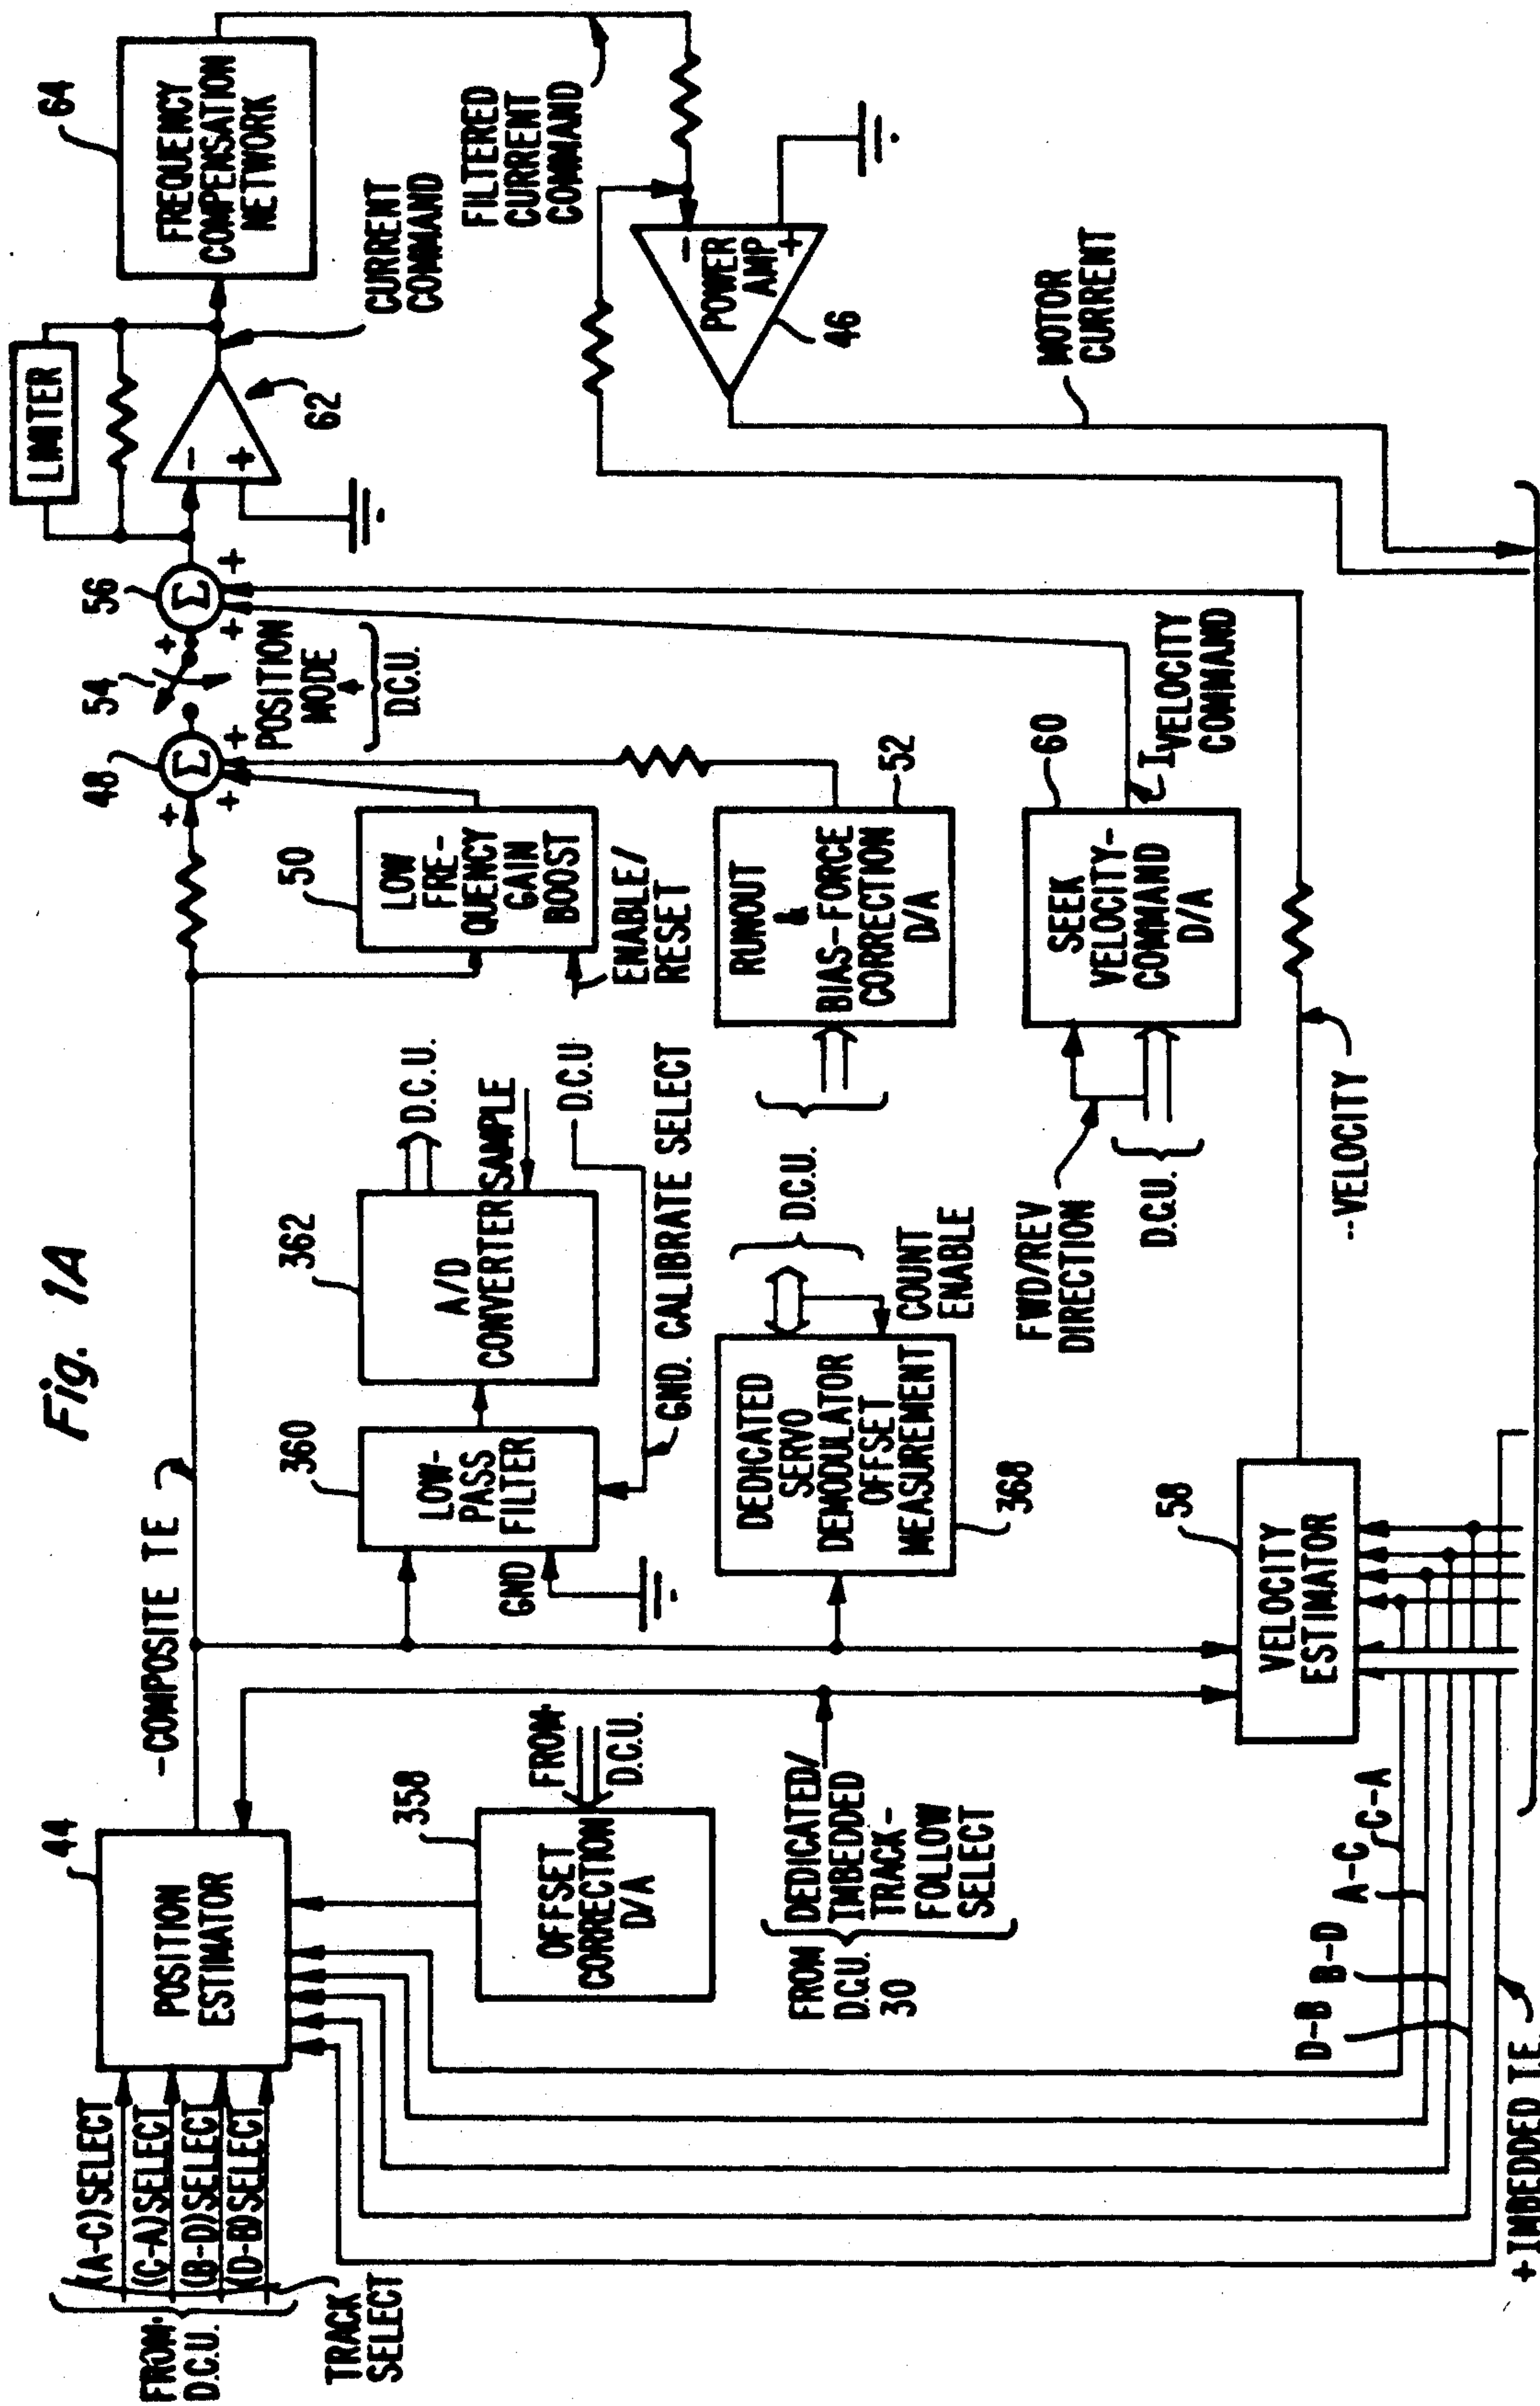 Fig. 1A
FROM
D.C.U.
(A-C)SELECT
(C-A)SELECT
(B-D)SELECT
(D-B)SELECT
TRACK
SELECT
44
POSITION
ESTIMATOR
-COMPOSITE TE
358
OFFSET
CORRECTION
D/A
FROM
D.C.U.
FROM
D.C.U.
30
DEDICATED/
IMBEDDED
TRACK-
FOLLOW
SELECT
360
LOW-
PASS
FILTER
GND
362
A/D
CONVERTER
SAMPLE
D.C.U.
D.C.U
GND. CALIBRATE SELECT
DEDICATED
SERVO
DEMODULATOR
OFFSET
MEASUREMENT
368
D.C.U.
COUNT
ENABLE
50
LOW
FRE-
QUENCY
GAIN
BOOST
ENABLE/
RESET
RUNOUT
&
BIAS-FORCE
CORRECTION
D/A
52
60
SEEK
VELOCITY-
COMMAND
D/A
FWD/REV
DIRECTION
D.C.U.
I VELOCITY
COMMAND
48
Σ
+
+
+
54
POSITION
MODE
D.C.U.
56
Σ
+
+
+
LIMITER
-
+
62
CURRENT
COMMAND
64
FREQUENCY
COMPENSATION
NETWORK
FILTERED
CURRENT
COMMAND
-
POWER
AMP
+
46
MOTOR
CURRENT
58
VELOCITY
ESTIMATOR
--VELOCITY
C-A
A-C
B-D
D-B
+IMBEDDED TE